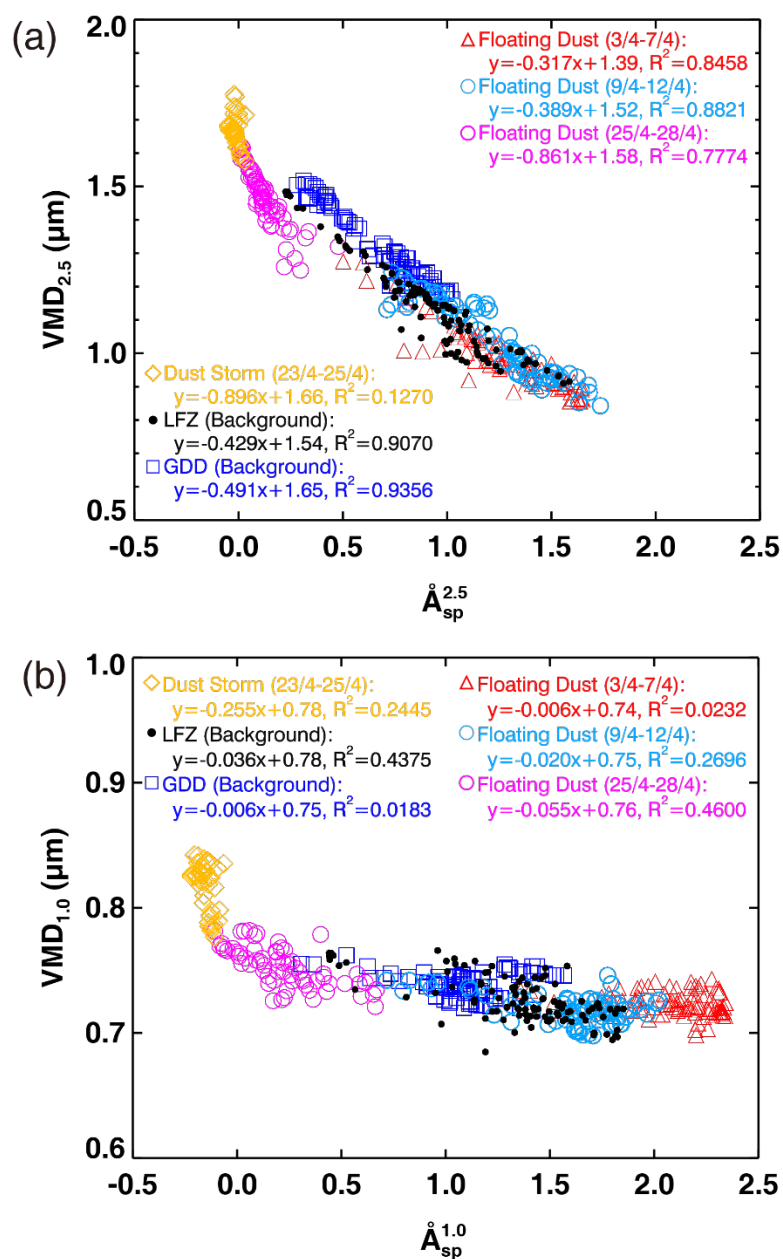 (a)
2.0
Floating Dust (3/4-7/4):
y=-0.317x+1.39, R²=0.8458
Floating Dust (9/4-12/4):
y=-0.389x+1.52, R²=0.8821
Floating Dust (25/4-28/4):
y=-0.861x+1.58, R²=0.7774
1.5
VMD2.5 (μm)
1.0
Dust Storm (23/4-25/4):
y=-0.896x+1.66, R²=0.1270
LFZ (Background):
y=-0.429x+1.54, R²=0.9070
GDD (Background):
y=-0.491x+1.65, R²=0.9356
0.5
-0.5 0.0 0.5 1.0 1.5 2.0 2.5
Åsp2.5
(b)
1.0
Dust Storm (23/4-25/4):
y=-0.255x+0.78, R²=0.2445
LFZ (Background):
y=-0.036x+0.78, R²=0.4375
GDD (Background):
y=-0.006x+0.75, R²=0.0183
Floating Dust (3/4-7/4):
y=-0.006x+0.74, R²=0.0232
Floating Dust (9/4-12/4):
y=-0.020x+0.75, R²=0.2696
Floating Dust (25/4-28/4):
y=-0.055x+0.76, R²=0.4600
0.9
VMD1.0 (μm)
0.8
0.7
0.6
-0.5 0.0 0.5 1.0 1.5 2.0 2.5
Åsp1.0